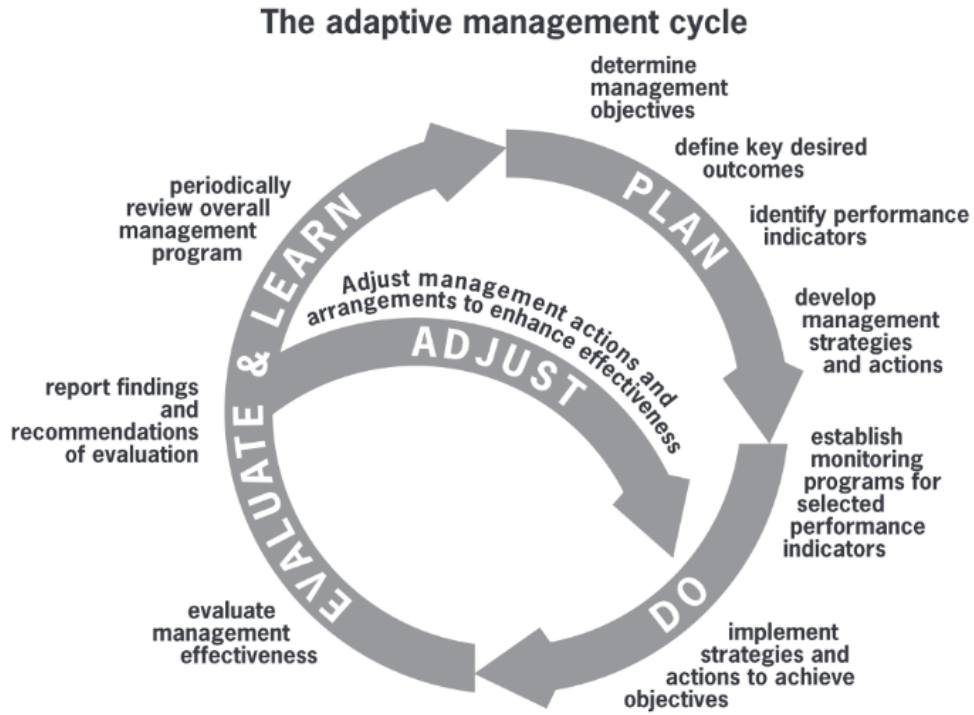 The adaptive management cycle
determine
management
objectives
define key desired
outcomes
PLAN
identify performance
indicators
develop
management
strategies
and actions
establish
monitoring
programs for
selected
performance
indicators
DO
implement
strategies and
actions to achieve
objectives
evaluate
management
effectiveness
EVALUATE & LEARN
report findings
and
recommendations
of evaluation
periodically
review overall
management
program
Adjust management actions and
arrangements to enhance effectiveness
ADJUST